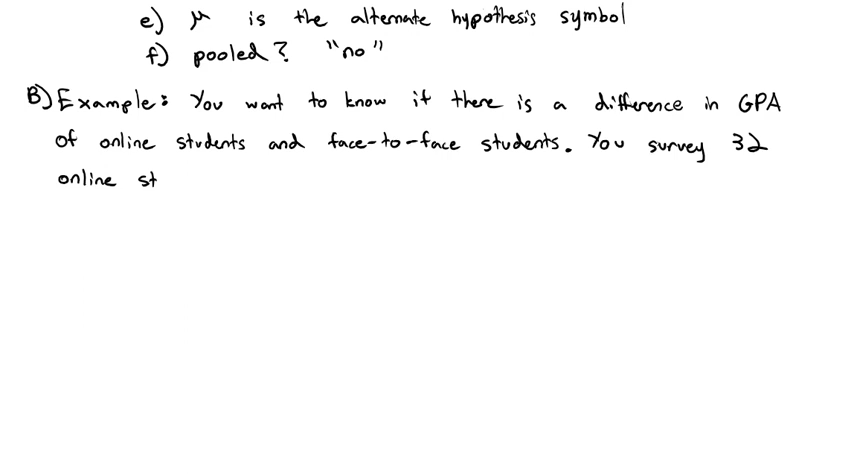 e) μ is the alternate hypothesis symbol
f) pooled? "no"
B) Example: You want to know if there is a difference in GPA
of online students and face-to-face students. You survey 32
online st